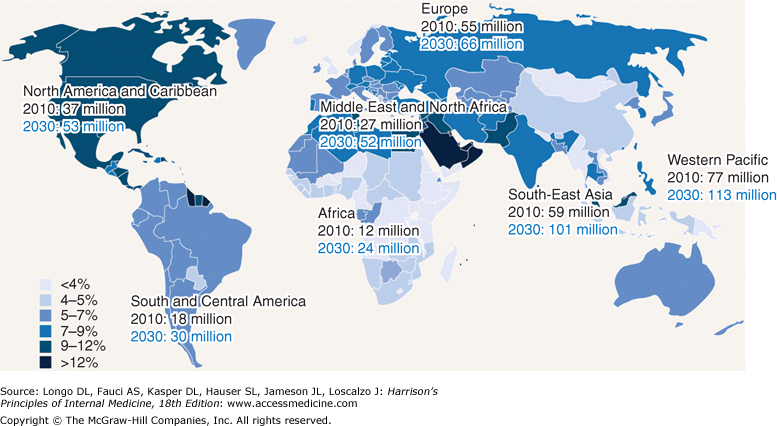 Europe
2010: 55 million
2030: 66 million
North America and Caribbean
2010: 37 million
2030: 53 million
Middle East and North Africa
2010: 27 million
2030: 52 million
Western Pacific
2010: 77 million
2030: 113 million
South-East Asia
2010: 59 million
2030: 101 million
Africa
2010: 12 million
2030: 24 million
South and Central America
2010: 18 million
2030: 30 million
<4%
4–5%
5–7%
7–9%
9–12%
>12%
Source: Longo DL, Fauci AS, Kasper DL, Hauser SL, Jameson JL, Loscalzo J: Harrison's
Principles of Internal Medicine, 18th Edition: www.accessmedicine.com
Copyright © The McGraw-Hill Companies, Inc. All rights reserved.